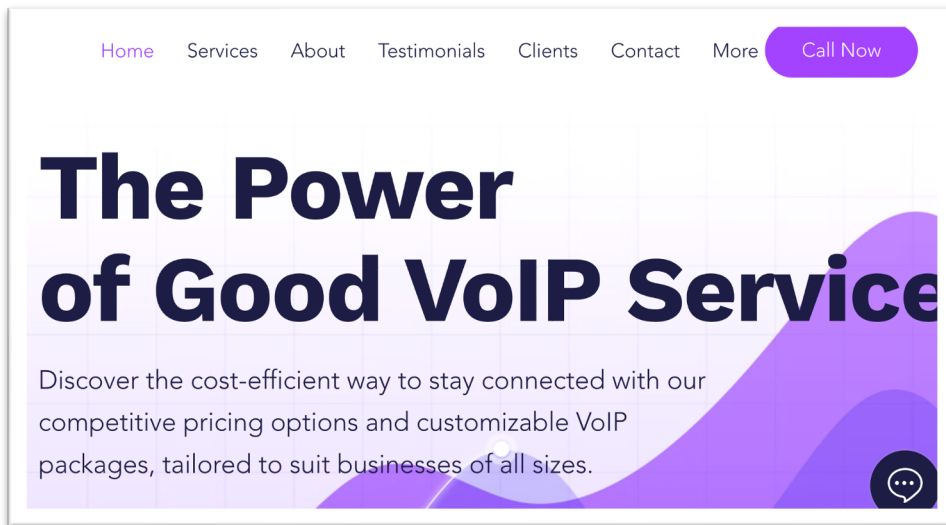 Home Services About Testimonials Clients Contact More Call Now
The Power
of Good VoIP Service
Discover the cost-efficient way to stay connected with our
competitive pricing options and customizable VoIP
packages, tailored to suit businesses of all sizes.